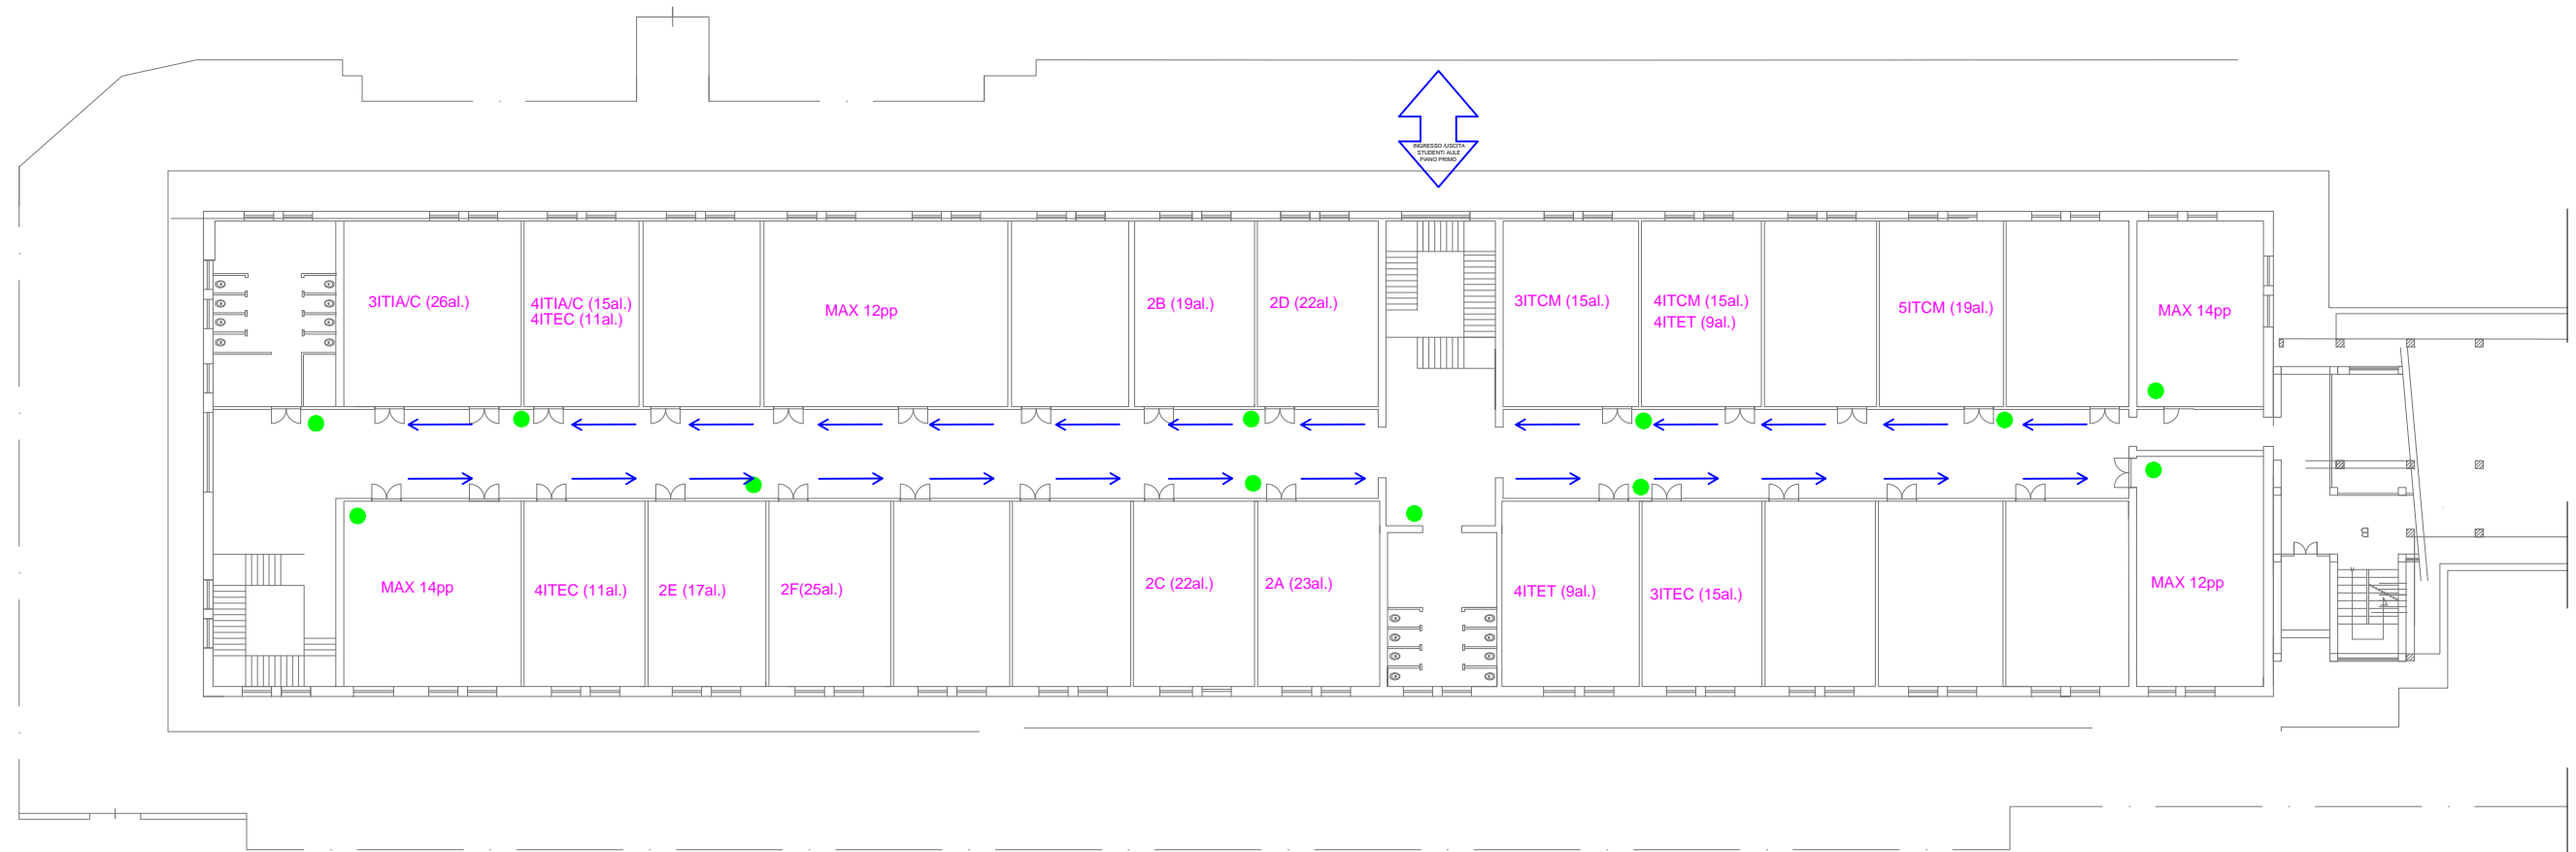 INGRESSO /USCITA
STUDENTI AULE
PIANO PRIMO
3ITIA/C (26al.)
4ITIA/C (15al.)
4ITEC (11al.)
MAX 12pp
2B (19al.)
2D (22al.)
3ITCM (15al.)
4ITCM (15al.)
4ITET (9al.)
5ITCM (19al.)
MAX 14pp
B
MAX 14pp
4ITEC (11al.)
2E (17al.)
2F(25al.)
2C (22al.)
2A (23al.)
4ITET (9al.)
3ITEC (15al.)
MAX 12pp
A